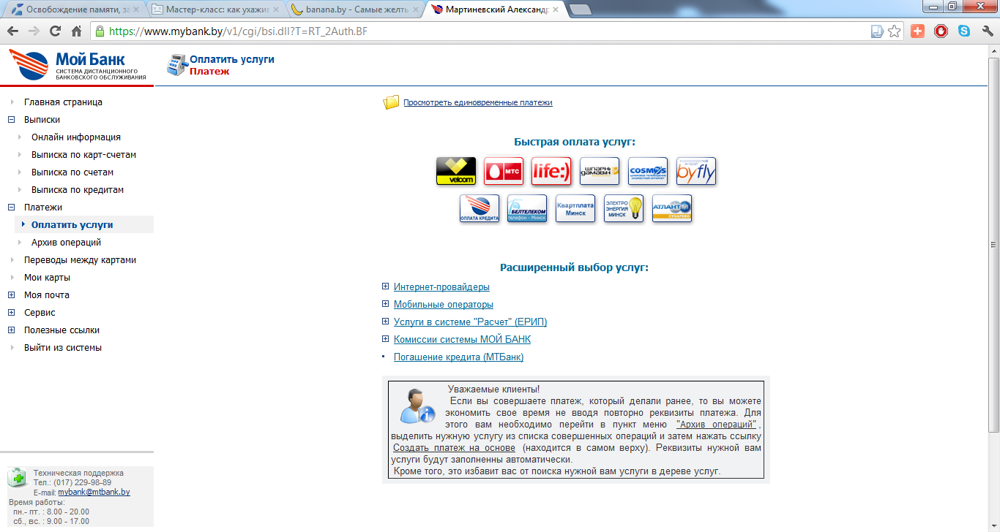 Освобождение памяти, за
Мастер-класс: как ухажив
banana.by - Самые желты
Мартиневский Александр
https://www.mybank.by/v1/cgi/bsi.dll?T=RT_2Auth.BF
Мой Банк
СИСТЕМА ДИСТАНЦИОННОГО
БАНКОВСКОГО ОБСЛУЖИВАНИЯ
Оплатить услуги
Платеж
Главная страница
Выписки
Онлайн информация
Выписка по карт-счетам
Выписка по счетам
Выписка по кредитам
Платежи
Оплатить услуги
Архив операций
Переводы между картами
Мои карты
Моя почта
Сервис
Полезные ссылки
Выйти из системы
Техническая поддержка
Тел.: (017) 229-98-89
E-mail: mybank@mtbank.by
Время работы:
пн.- пт. : 8.00 - 20.00
сб., вс. : 9.00 - 17.00
Просмотреть единовременные платежи
Быстрая оплата услуг:
velcom
МТС
life:)
шпаркі дамавік
COSMOS
byfly
ОПЛАТА КРЕДИТА
БЕЛТЕЛЕКОМ
телефон - Минск
Квартплата
Минск
ЭЛЕКТРО
ЭНЕРГИЯ
МИНСК
АТЛАНТ М
СУХАРЕВО
Расширенный выбор услуг:
Интернет-провайдеры
Мобильные операторы
Услуги в системе "Расчет" (ЕРИП)
Комиссии системы МОЙ БАНК
Погашение кредита (МТБанк)
Уважаемые клиенты!
Если вы совершаете платеж, который делали ранее, то вы можете
экономить свое время не вводя повторно реквизиты платежа. Для
этого вам необходимо перейти в пункт меню "Архив операций",
выделить нужную услугу из списка совершенных операций и затем нажать ссылку
Создать платеж на основе (находится в самом верху). Реквизиты нужной вам
услуги будут заполненны автоматически.
Кроме того, это избавит вас от поиска нужной вам услуги в дереве услуг.